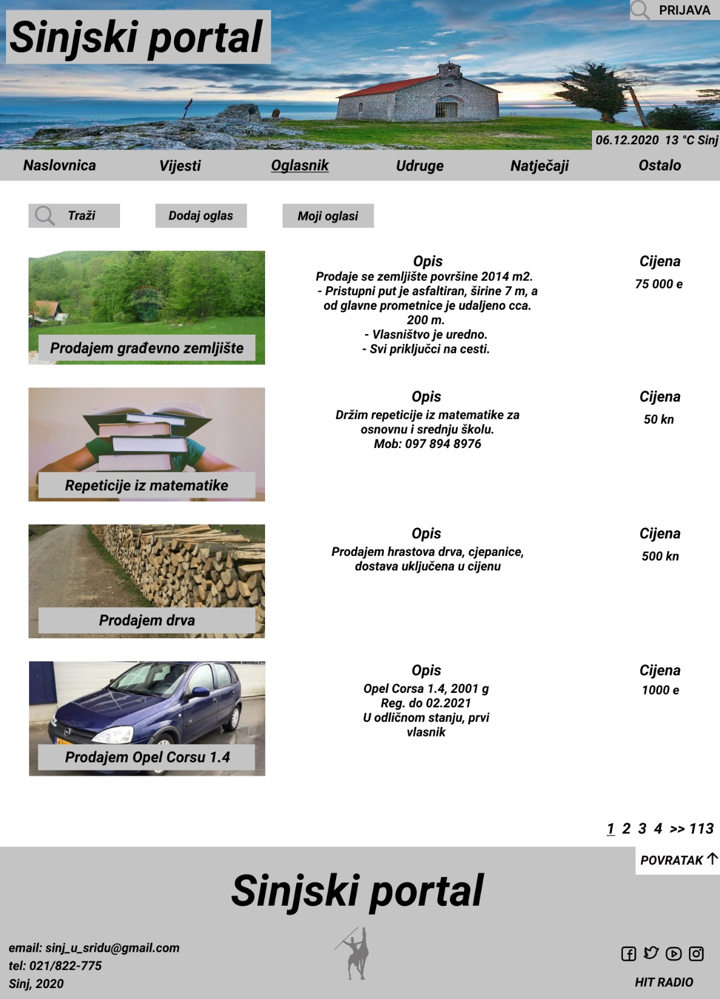 Sinjski portal
PRIJAVA
06.12.2020 13 °C Sinj
Naslovnica Vijesti Oglasnik Udruge Natječaji Ostalo
Traži Dodaj oglas Moji oglasi
Prodajem građevno zemljište
Opis
Prodaje se zemljište površine 2014 m2.
- Pristupni put je asfaltiran, širine 7 m, a
od glavne prometnice je udaljeno cca.
200 m.
- Vlasništvo je uredno.
- Svi priključci na cesti.
Cijena
75 000 e
Repeticije iz matematike
Opis
Držim repeticije iz matematike za
osnovnu i srednju školu.
Mob: 097 894 8976
Cijena
50 kn
Prodajem drva
Opis
Prodajem hrastova drva, cjepanice,
dostava uključena u cijenu
Cijena
500 kn
Prodajem Opel Corsu 1.4
Opis
Opel Corsa 1.4, 2001 g
Reg. do 02.2021
U odličnom stanju, prvi
vlasnik
Cijena
1000 e
1 2 3 4 >> 113
POVRATAK
Sinjski portal
email: sinj_u_sridu@gmail.com
tel: 021/822-775
Sinj, 2020
HIT RADIO